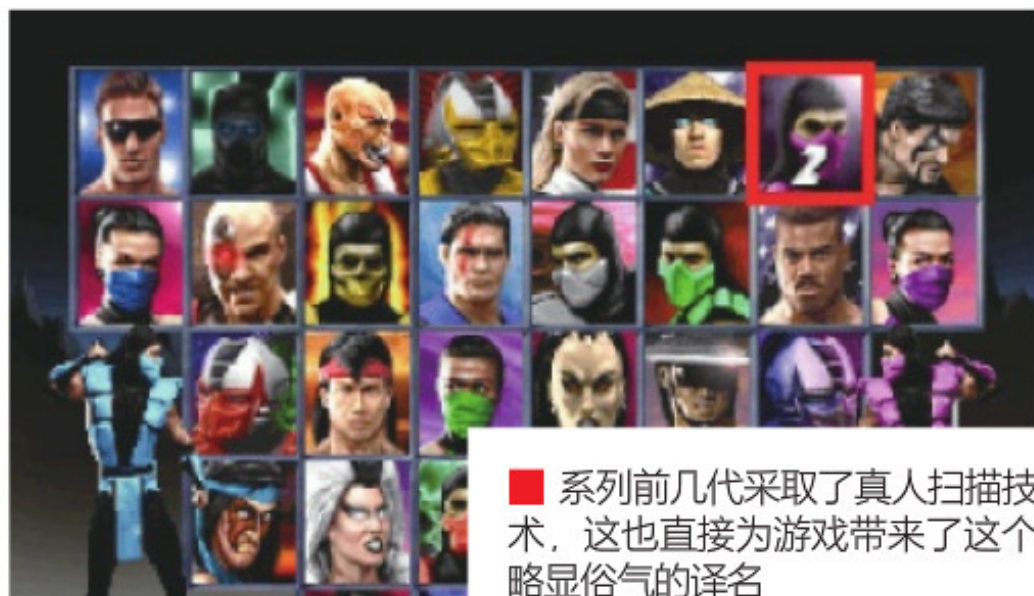 2
■ 系列前几代采取了真人扫描技
术，这也直接为游戏带来了这个
略显俗气的译名